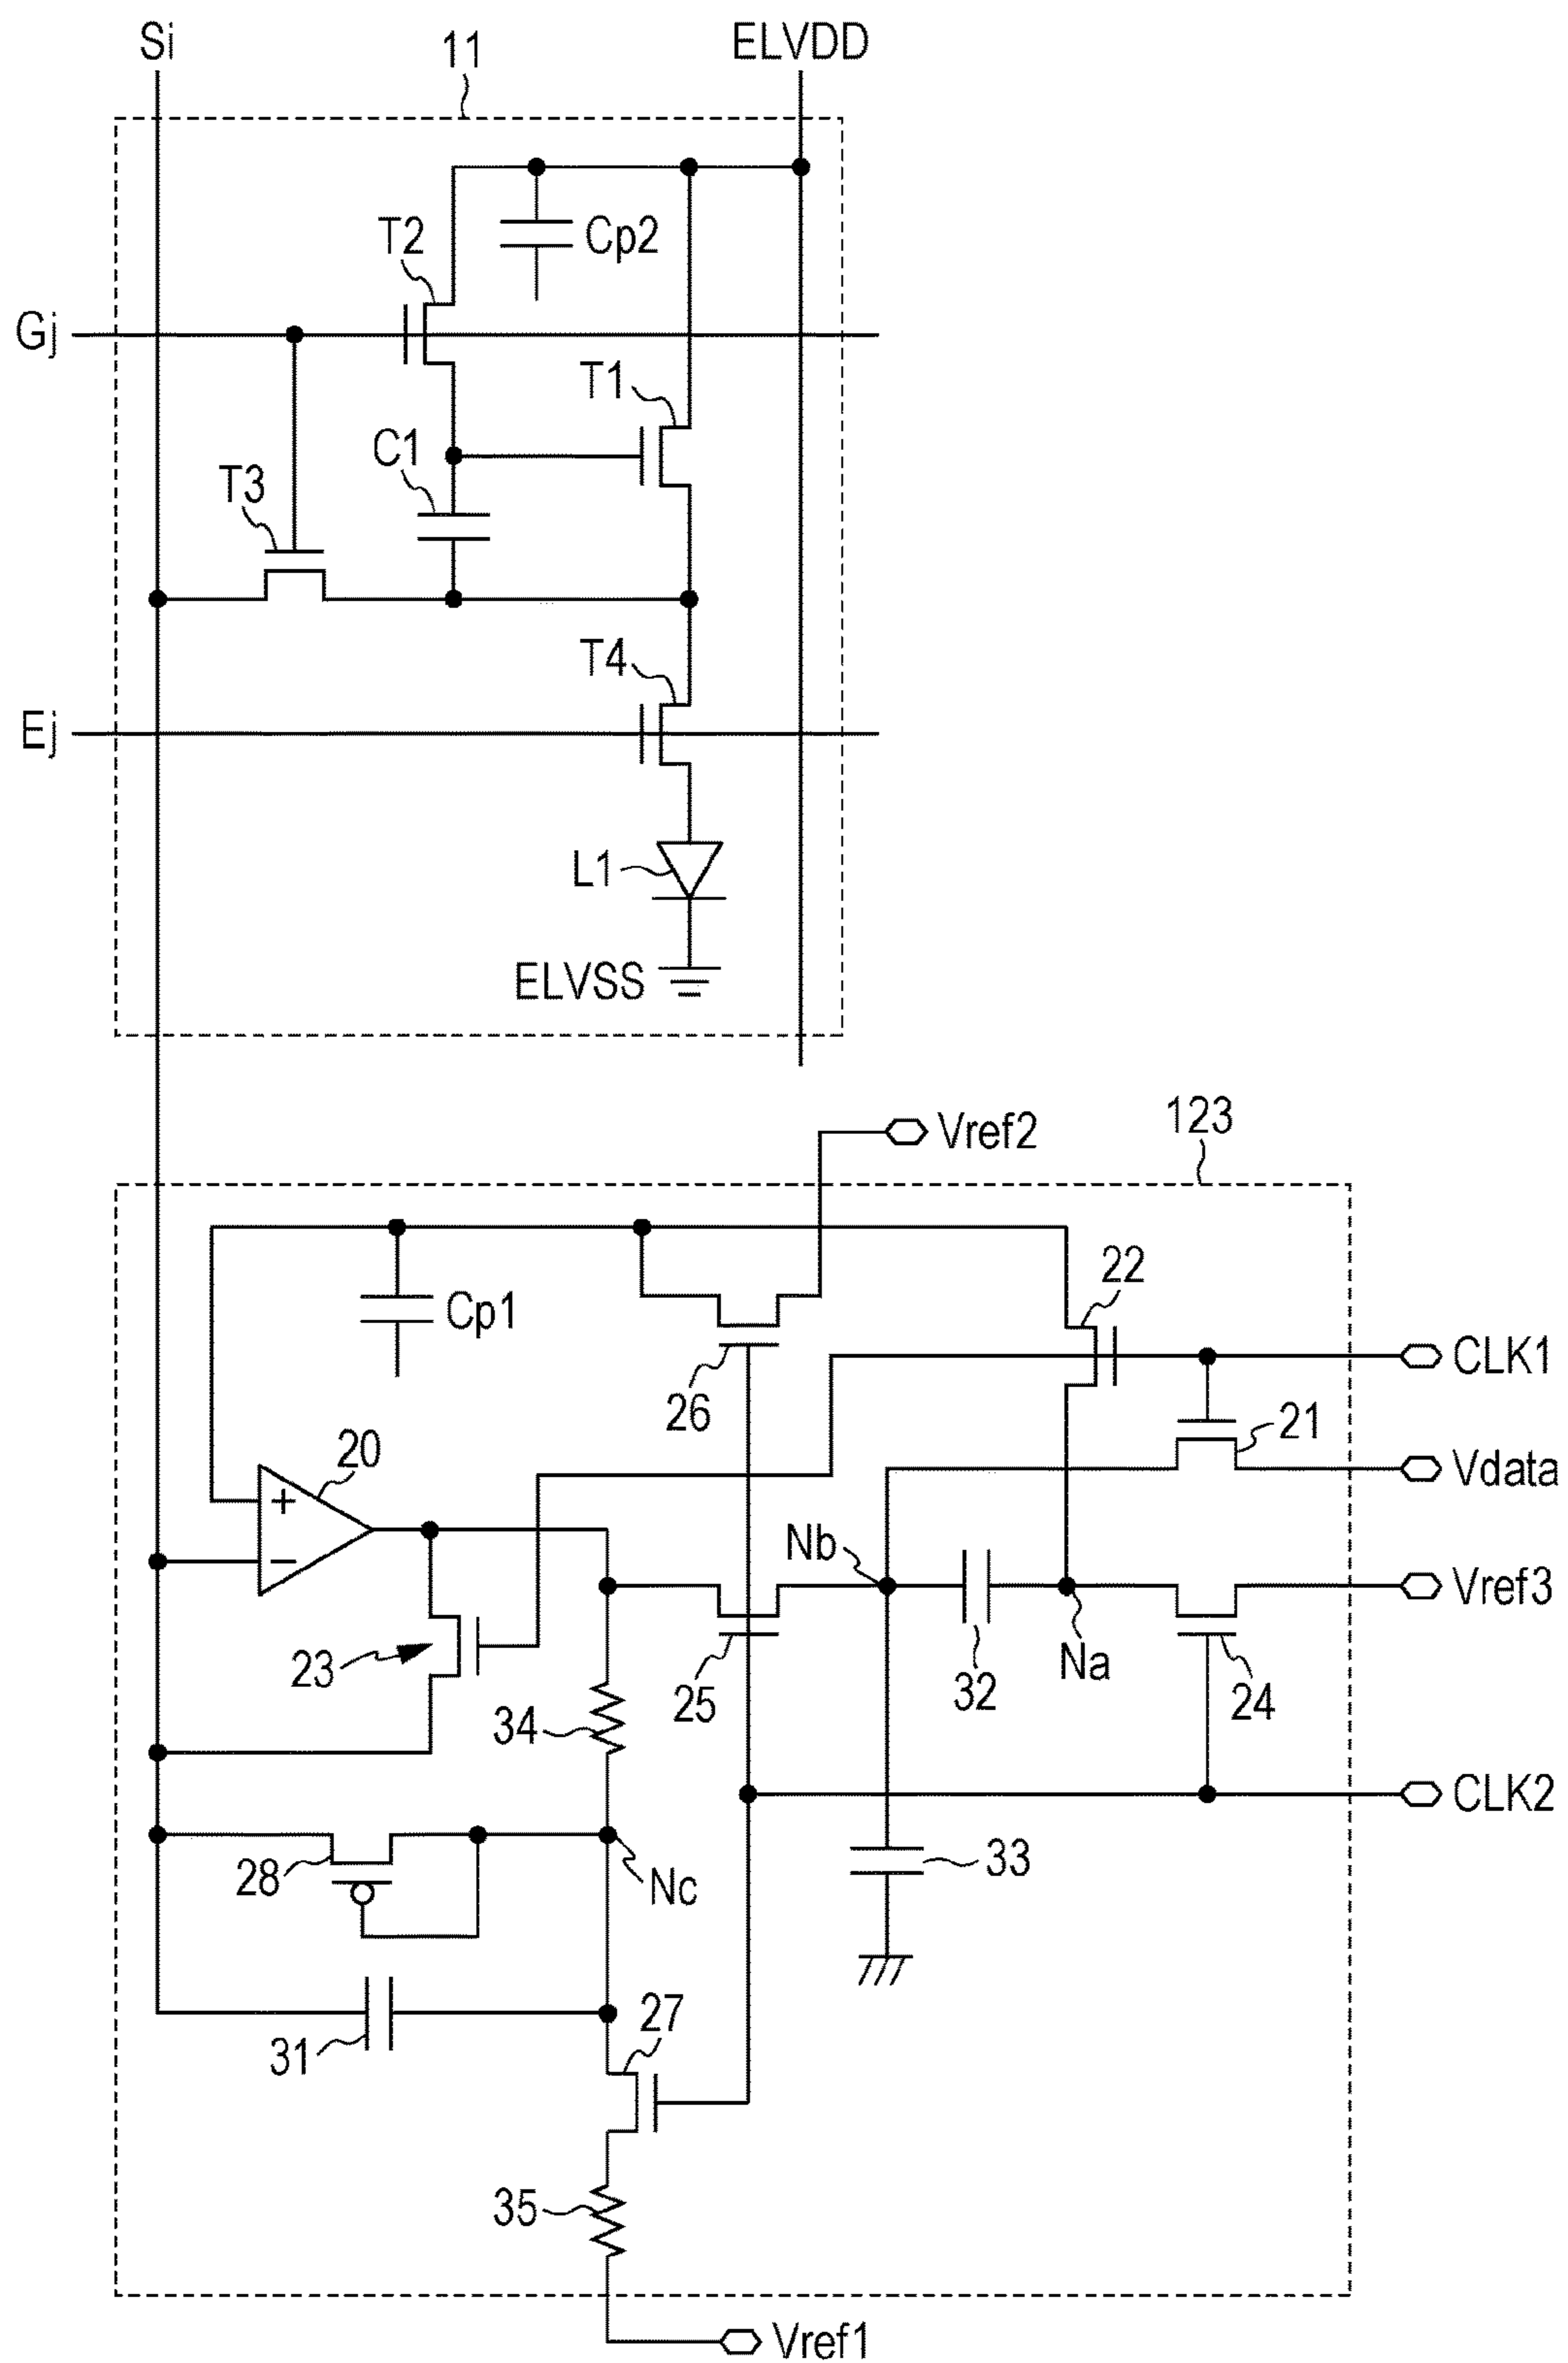 Si
11
ELVDD
T2
Cp2
Gj
T1
C1
T3
T4
Ej
L1
ELVSS
Vref2
123
22
Cp1
CLK1
26
21
20
Vdata
+
−
Nb
Vref3
23
Na
34
25
32
24
CLK2
28
Nc
33
27
31
35
Vref1